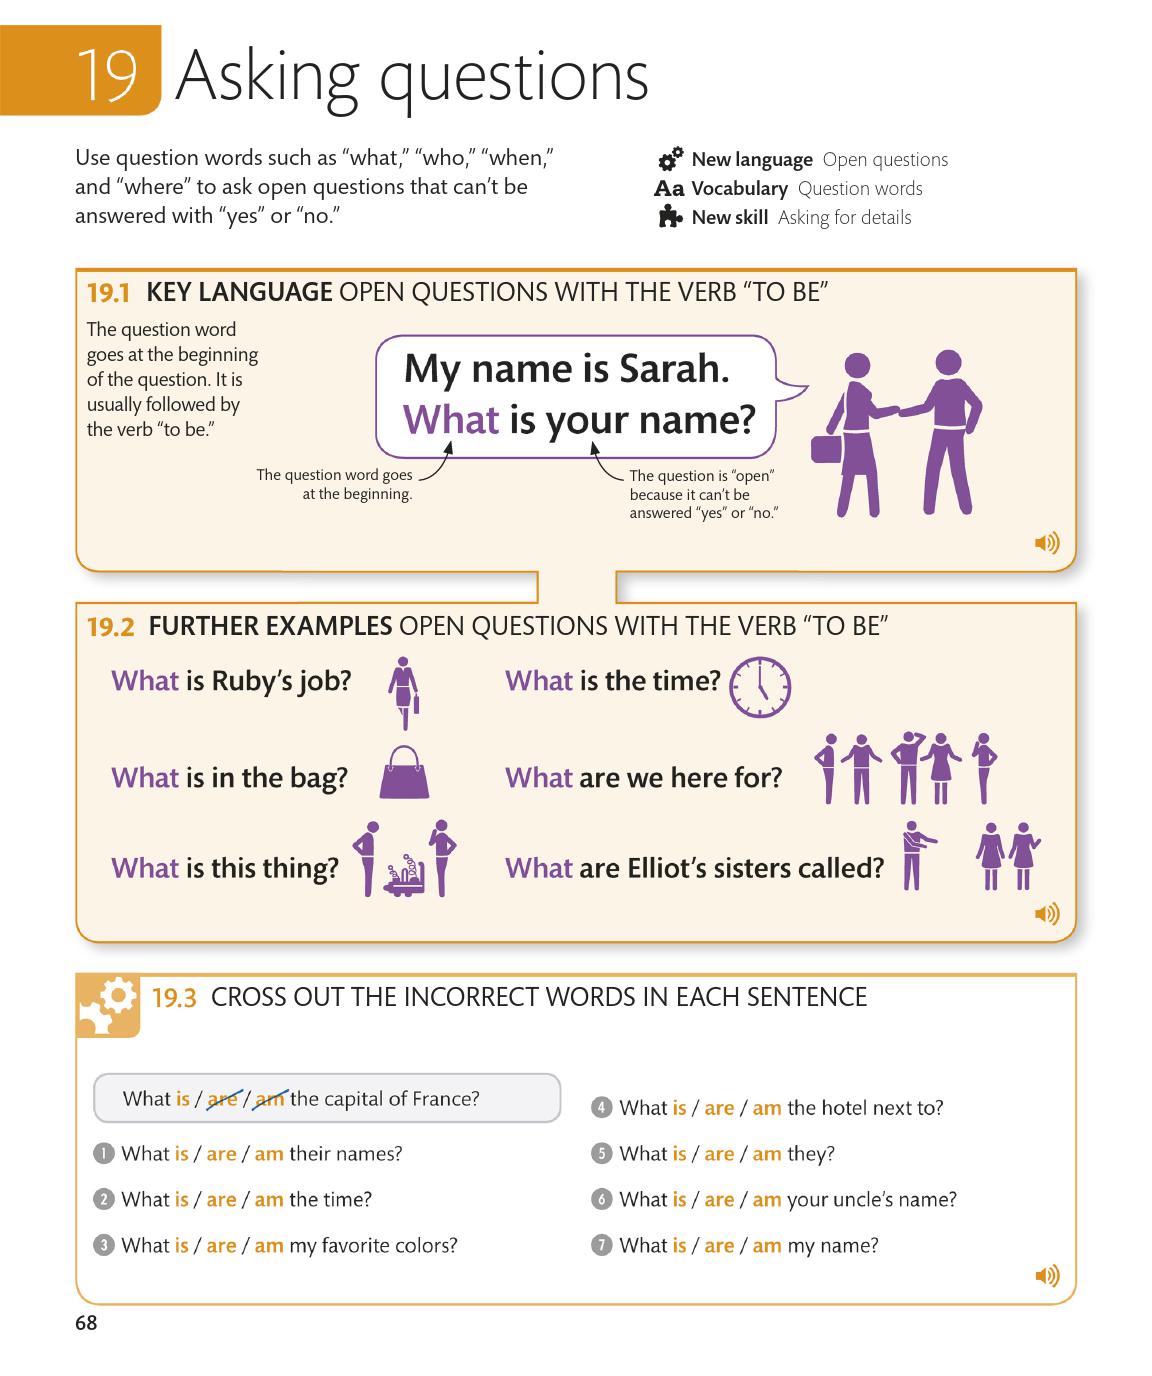 19 Asking questions
Use question words such as “what,” “who,” “when,”
and “where” to ask open questions that can’t be
answered with “yes” or “no.”
New language Open questions
Aa Vocabulary Question words
New skill Asking for details
19.1 KEY LANGUAGE OPEN QUESTIONS WITH THE VERB “TO BE”
The question word
goes at the beginning
of the question. It is
usually followed by
the verb “to be.”
My name is Sarah.
What is your name?
The question word goes
at the beginning.
The question is “open”
because it can’t be
answered “yes” or “no.”
19.2 FURTHER EXAMPLES OPEN QUESTIONS WITH THE VERB “TO BE”
What is Ruby’s job?
What is in the bag?
What is this thing?
What is the time?
What are we here for?
What are Elliot’s sisters called?
19.3 CROSS OUT THE INCORRECT WORDS IN EACH SENTENCE
What is / are / am the capital of France?
1 What is / are / am their names?
2 What is / are / am the time?
3 What is / are / am my favorite colors?
4 What is / are / am the hotel next to?
5 What is / are / am they?
6 What is / are / am your uncle’s name?
7 What is / are / am my name?
68